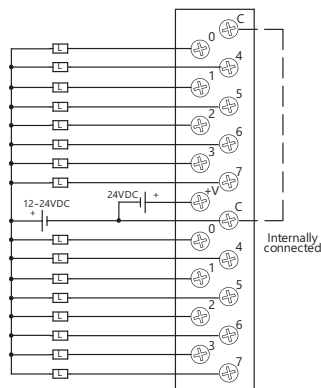 C
L 0
L 4
L 1
L 5
L 2
L 6
L 3
L 7
24VDC + +V
12-24VDC
+ C
Internally
connected
L 0
L 4
L 1
L 5
L 2
L 6
L 3
L 7